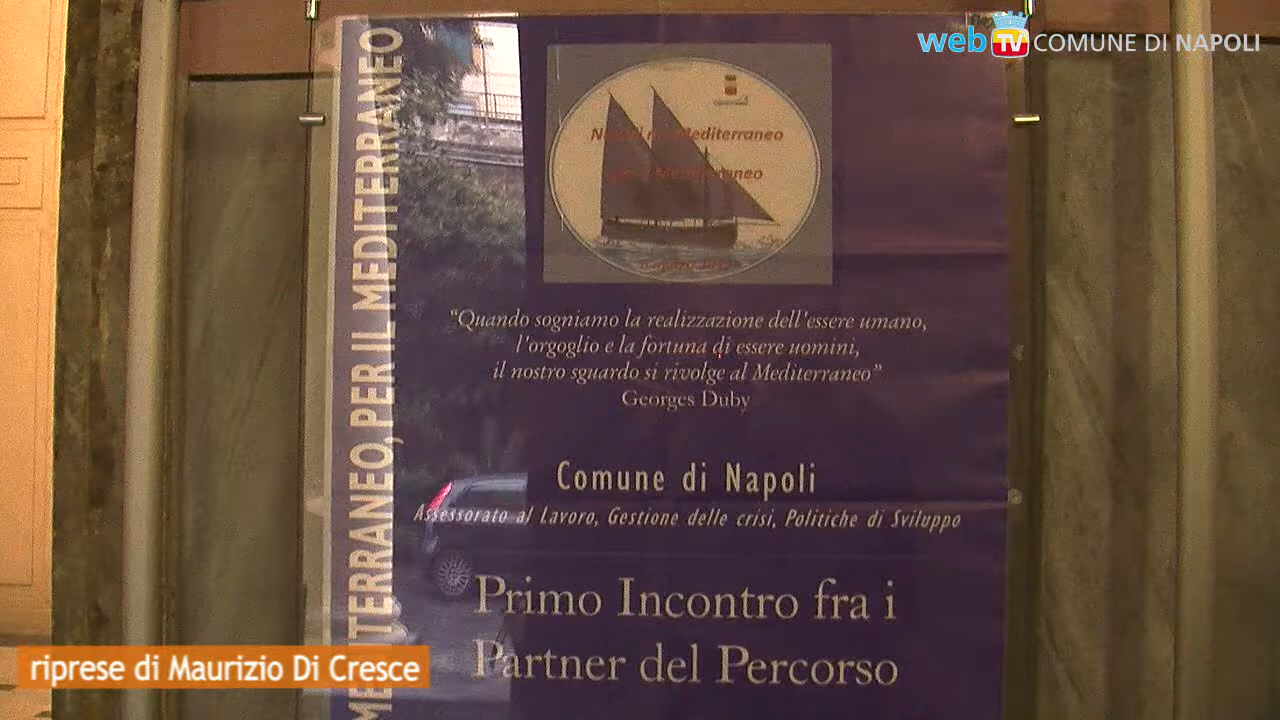 web TV COMUNE DI NAPOLI
MEDITERRANEO, PER IL MEDITERRANEO
Mediterraneo
"Quando sogniamo la realizzazione dell'essere umano,
l'orgoglio e la fortuna di essere uomini,
il nostro sguardo si rivolge al Mediterraneo"
Georges Duby
Comune di Napoli
Assessorato al Lavoro, Gestione delle crisi, Politiche di Sviluppo
Primo Incontro fra i
Partner del Percorso
riprese di Maurizio Di Cresce